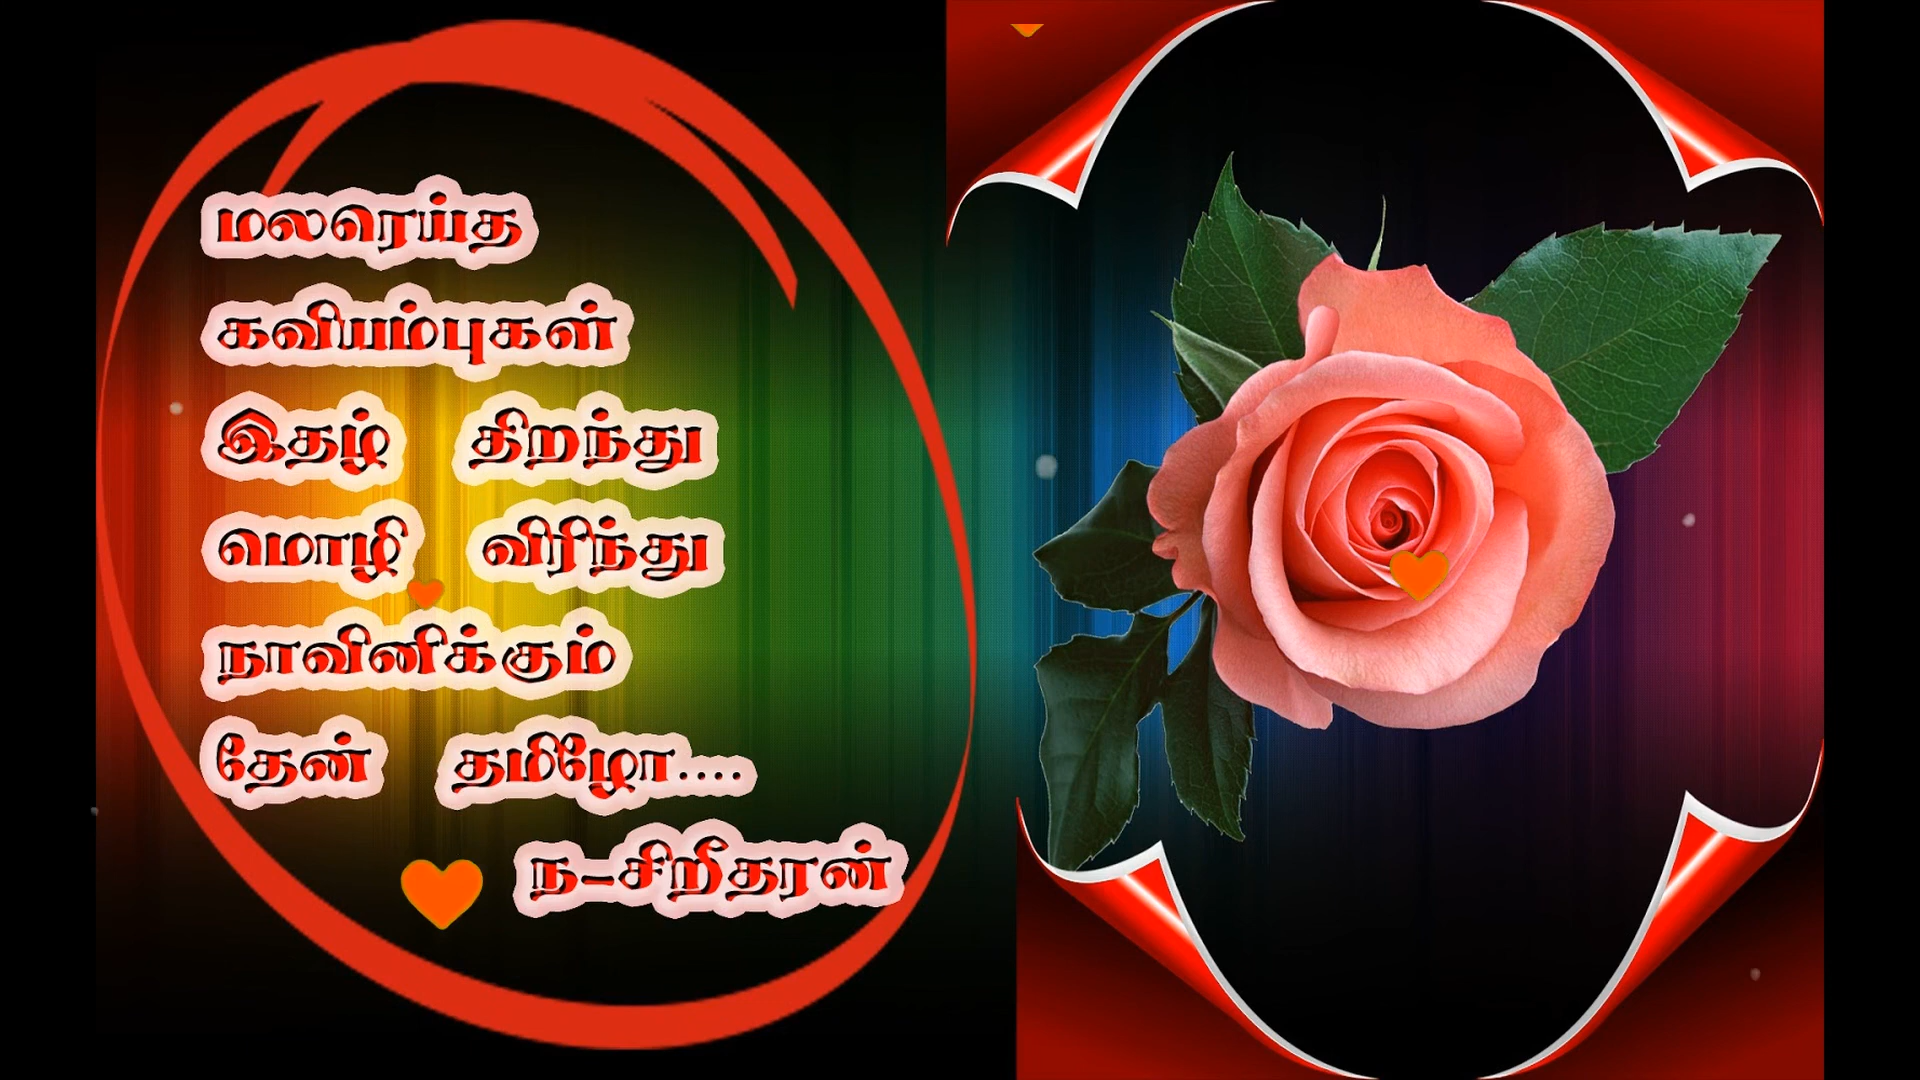 மலரெய்த
கவியம்புகள்
இதழ் திறந்து
மொழி விரிந்து
நாவினிக்கும்
தேன் தமிழோ....
ந-சிறீதரன்